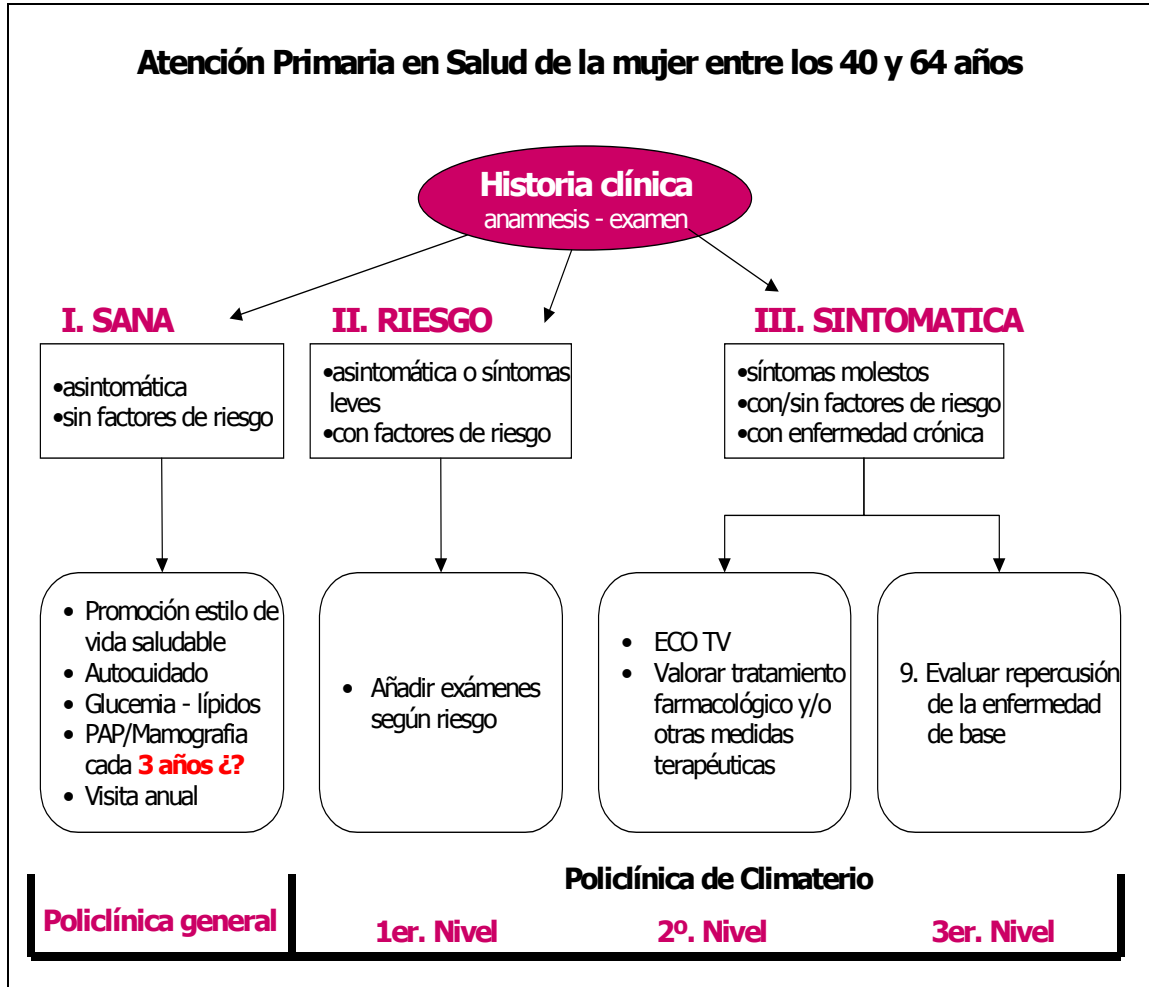 Atención Primaria en Salud de la mujer entre los 40 y 64 años
Historia clínica
anamnesis - examen
I. SANA
•asintomática
•sin factores de riesgo
II. RIESGO
•asintomática o síntomas
leves
•con factores de riesgo
III. SINTOMATICA
•síntomas molestos
•con/sin factores de riesgo
•con enfermedad crónica
• Promoción estilo de
vida saludable
• Autocuidado
• Glucemia - lípidos
• PAP/Mamografia
cada 3 años ¿?
• Visita anual
• Añadir exámenes
según riesgo
• ECO TV
• Valorar tratamiento
farmacológico y/o
otras medidas
terapéuticas
9. Evaluar repercusión
de la enfermedad
de base
Policlínica de Climaterio
Policlínica general
1er. Nivel
2º. Nivel
3er. Nivel